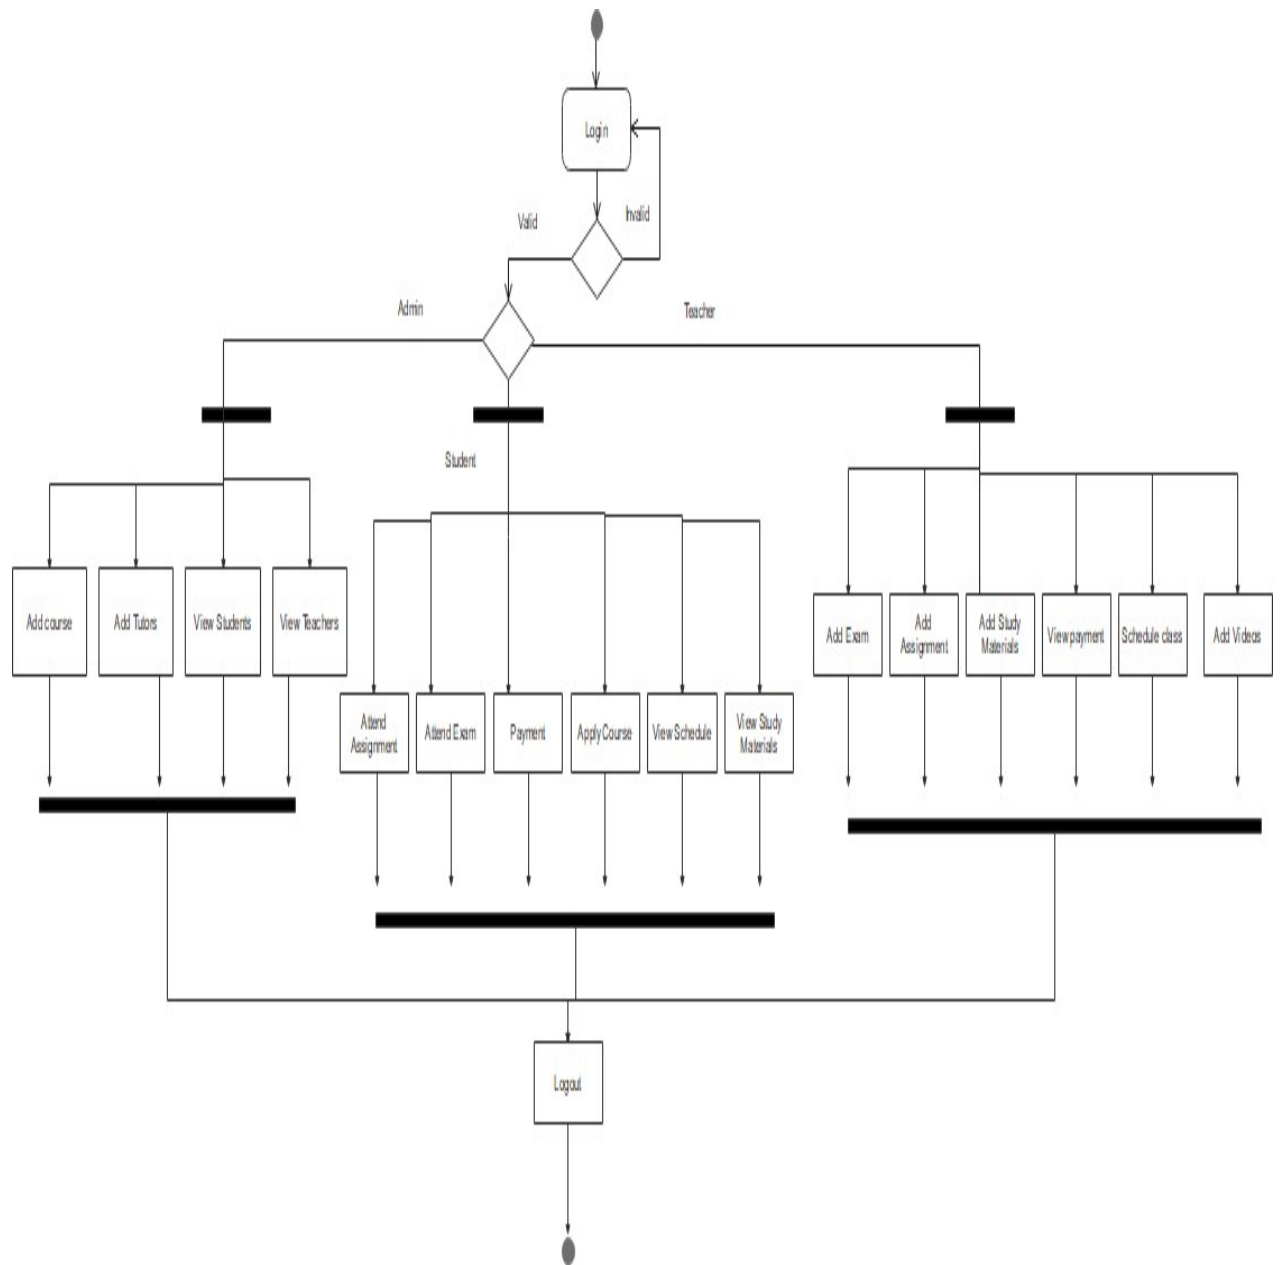 Login
Valid
Invalid
Admin
Teacher
Student
Add course
Add Tutors
View Students
View Teachers
Add Exam
Add
Assignment
Add Study
Materials
View payment
Schedule class
Add Videos
Attend
Assignment
Attend Exam
Payment
Apply Course
View Schedule
View Study
Materials
Logout